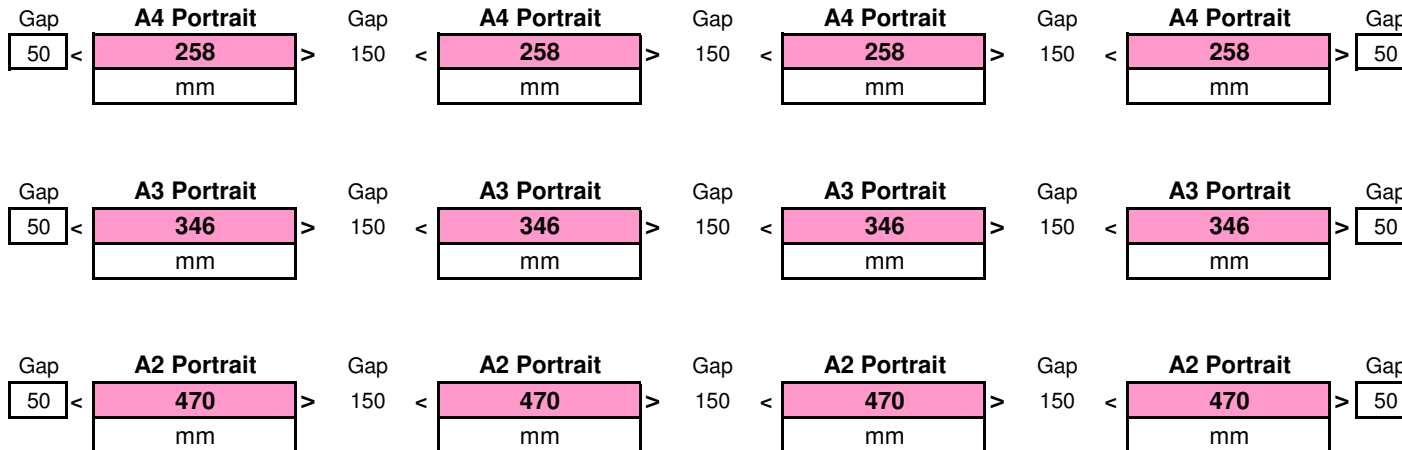 Gap A4 Portrait Gap A4 Portrait Gap A4 Portrait Gap A4 Portrait Gap
50 < 258 > 150 < 258 > 150 < 258 > 150 < 258 > 50
mm mm mm mm
Gap A3 Portrait Gap A3 Portrait Gap A3 Portrait Gap A3 Portrait Gap
50 < 346 > 150 < 346 > 150 < 346 > 150 < 346 > 50
mm mm mm mm
Gap A2 Portrait Gap A2 Portrait Gap A2 Portrait Gap A2 Portrait Gap
50 < 470 > 150 < 470 > 150 < 470 > 150 < 470 > 50
mm mm mm mm